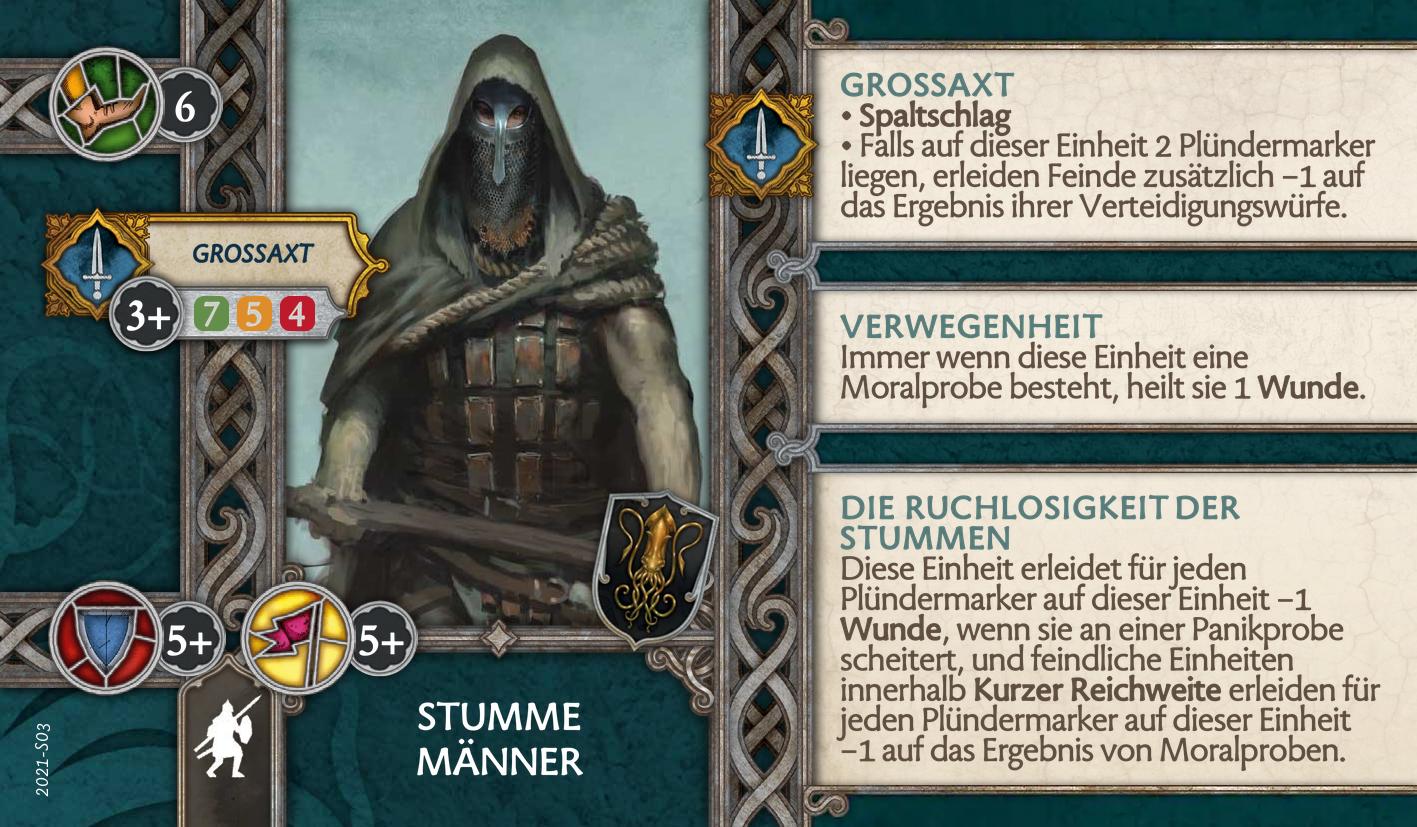 6
GROSSAXT
3+ 7 5 4
5+ 5+
STUMME
MÄNNER
2021-S03
GROSSAXT
• Spaltschlag
• Falls auf dieser Einheit 2 Plündermarker
liegen, erleiden Feinde zusätzlich −1 auf
das Ergebnis ihrer Verteidigungswürfe.
VERWEGENHEIT
Immer wenn diese Einheit eine
Moralprobe besteht, heilt sie 1 Wunde.
DIE RUCHLOSIGKEIT DER
STUMMEN
Diese Einheit erleidet für jeden
Plündermarker auf dieser Einheit −1
Wunde, wenn sie an einer Panikprobe
scheitert, und feindliche Einheiten
innerhalb Kurzer Reichweite erleiden für
jeden Plündermarker auf dieser Einheit
−1 auf das Ergebnis von Moralproben.